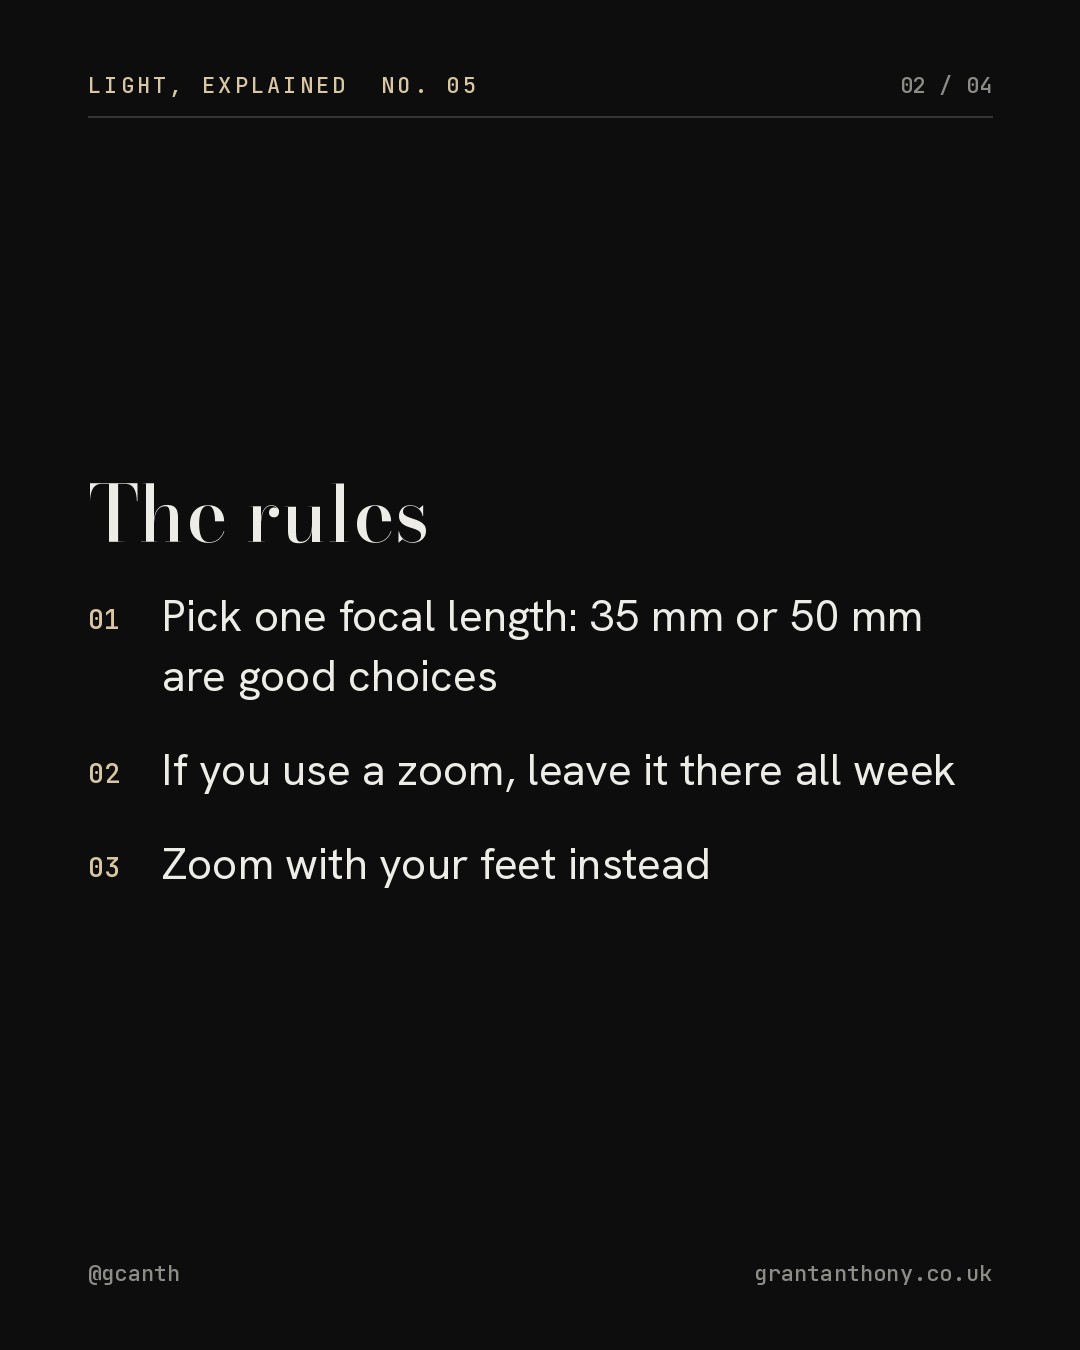 LIGHT, EXPLAINED NO. 05
02 / 04
The rules
01 Pick one focal length: 35 mm or 50 mm
are good choices
02 If you use a zoom, leave it there all week
03 Zoom with your feet instead
@gcanth
grantanthony.co.uk